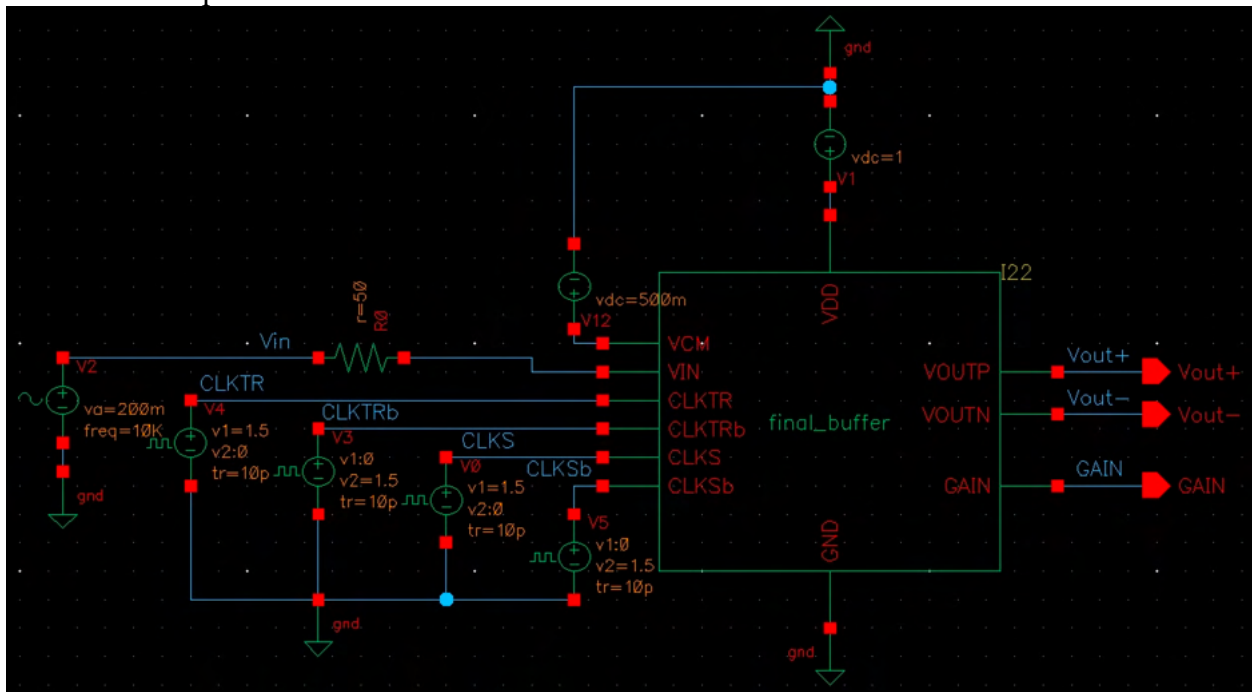 gnd
vdc=1
V1
I22
vdc=500m
V12
VDD
r=50
R0
Vin
V2
va=200m
freq=10K
gnd
CLKTR
V4
v1=1.5
v2:0
tr=10p
CLKTRb
V3
v1:0
v2=1.5
tr=10p
CLKS
V0
v1=1.5
v2:0
tr=10p
CLKSb
V5
v1:0
v2=1.5
tr=10p
gnd
VCM
VIN
CLKTR
CLKTRb
CLKS
CLKSb
final_buffer
VOUTP
VOUTN
GAIN
GND
gnd
Vout+
Vout+
Vout-
Vout-
GAIN
GAIN